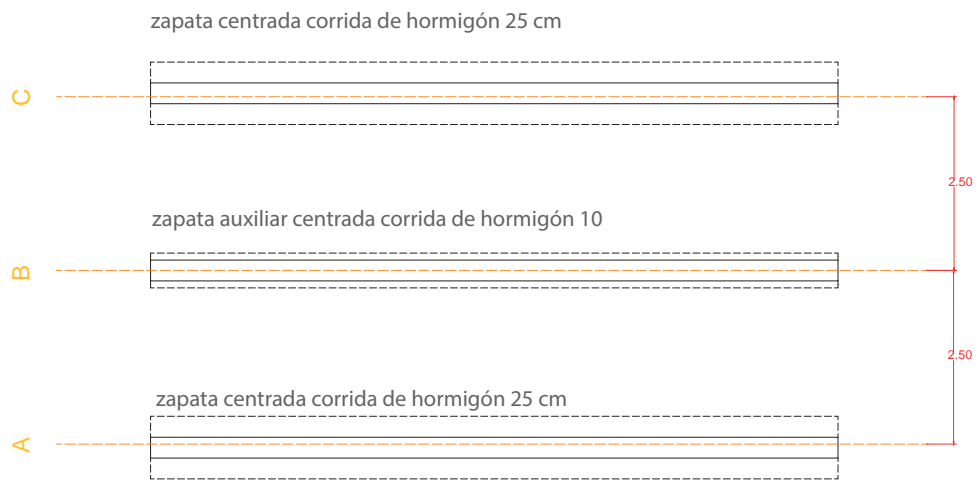 zapata centrada corrida de hormigón 25 cm
C
2.50
zapata auxiliar centrada corrida de hormigón 10
B
2.50
zapata centrada corrida de hormigón 25 cm
A